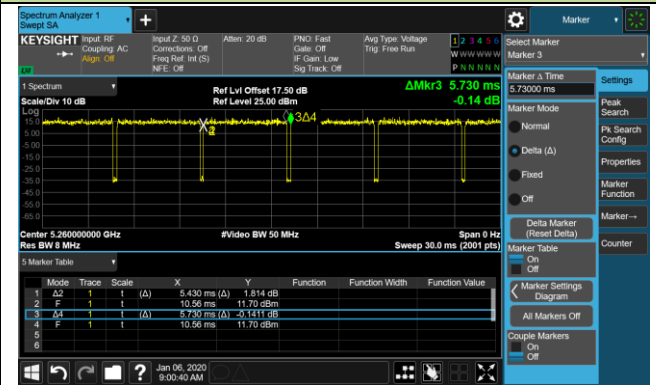 Spectrum Analyzer 1
Swept SA
Marker
KEYSIGHT
Input: RF
Coupling: AC
Align: Off
Input Z: 50 Ω
Corrections: Off
Freq Ref: Int (S)
NFE: Off
Atten: 20 dB
PNO: Fast
Gate: Off
IF Gain: Low
Sig Track: Off
Avg Type: Voltage
Trig: Free Run
1 2 3 4 5 6
W W W W W W
P N N N N N
LXI
Select Marker
Marker 3
1 Spectrum
Scale/Div 10 dB
Ref Lvl Offset 17.50 dB
Ref Level 25.00 dBm
ΔMkr3 5.730 ms
-0.14 dB
Log
15.0
5.00
-5.00
-15.0
-25.0
-35.0
-45.0
-55.0
-65.0
3Δ4
Center 5.260000000 GHz
Res BW 8 MHz
#Video BW 50 MHz
Span 0 Hz
Sweep 30.0 ms (2001 pts)
5 Marker Table
Mode Trace Scale X Y Function Function Width Function Value
1 Δ2 1 t (Δ) 5.430 ms (Δ) 1.814 dB
2 F 1 t 10.56 ms 11.70 dBm
3 Δ4 1 t (Δ) 5.730 ms (Δ) -0.1411 dB
4 F 1 t 10.56 ms 11.70 dBm
5
6
Jan 06, 2020
9:00:40 AM
Marker Δ Time
5.73000 ms
Marker Mode
Normal
Delta (Δ)
Fixed
Off
Delta Marker
(Reset Delta)
Marker Table
On
Off
Marker Settings
Diagram
All Markers Off
Couple Markers
On
Off
Settings
Peak
Search
Pk Search
Config
Properties
Marker
Function
Marker→
Counter